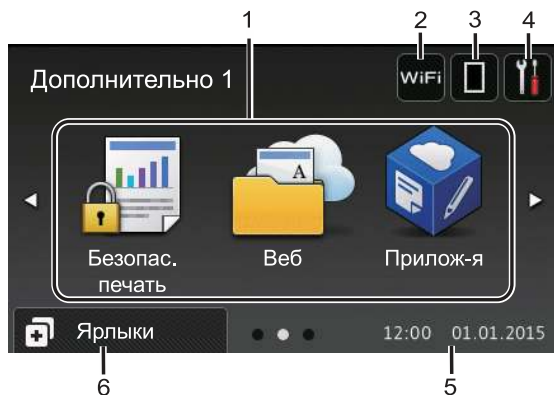 1 2 3 4
Дополнительно 1
WiFi
A
Безопас. печать
Веб
Прилож-я
Ярлыки
12:00 01.01.2015
6 5